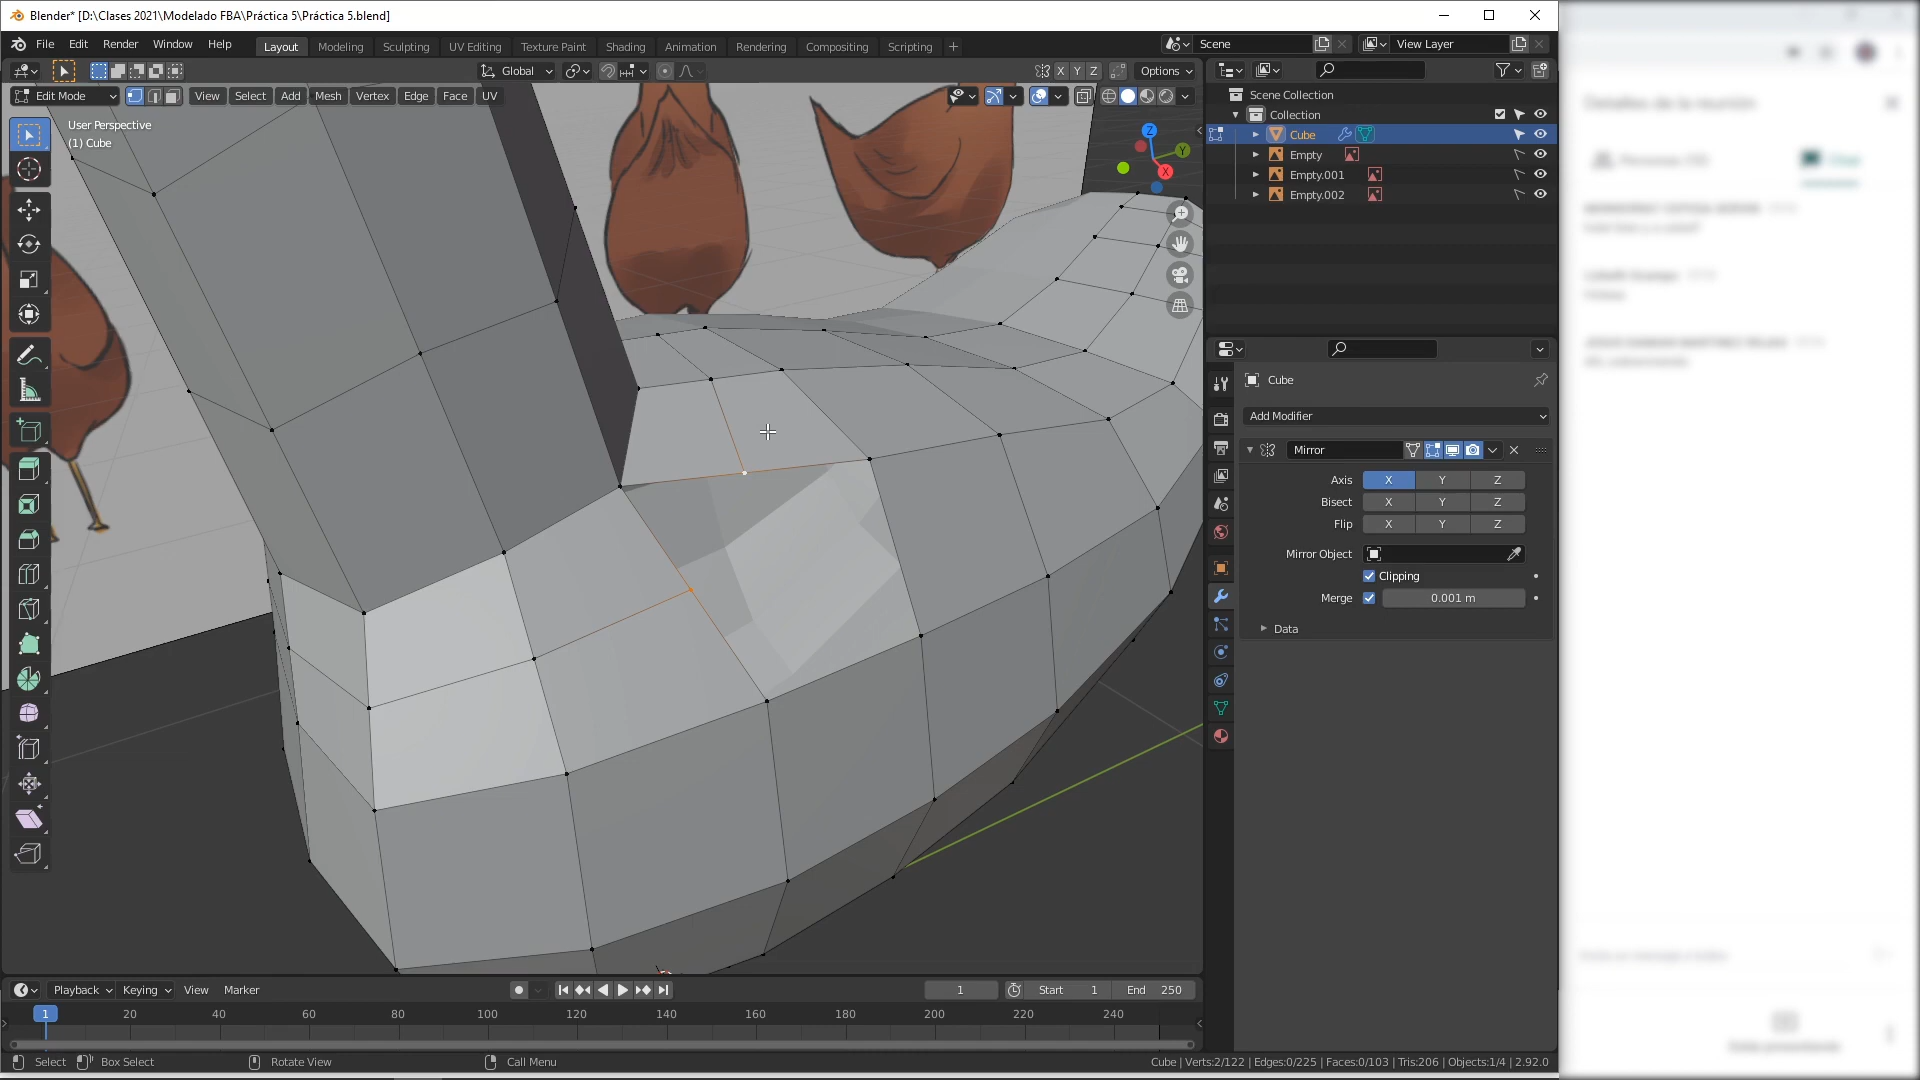 Blender* [D:\Clases 2021\Modelado FBA\Práctica 5\Práctica 5.blend]
File Edit Render Window Help Layout Modeling Sculpting UV Editing Texture Paint Shading Animation Rendering Compositing Scripting + Scene View Layer
Global X Y Z Options
Edit Mode View Select Add Mesh Vertex Edge Face UV
User Perspective
(1) Cube
Z
Y
X
Scene Collection
Collection
Cube
Empty
Empty.001
Empty.002
Cube
Add Modifier
Mirror
Axis X Y Z
Bisect X Y Z
Flip X Y Z
Mirror Object
Clipping
Merge 0.001 m
Data
Playback Keying View Marker 1 Start 1 End 250
1 20 40 60 80 100 120 140 160 180 200 220 240
Select Box Select Rotate View Call Menu Cube | Verts:2/122 | Edges:0/225 | Faces:0/103 | Tris:206 | Objects:1/4 | 2.92.0
Detalles de la reunión